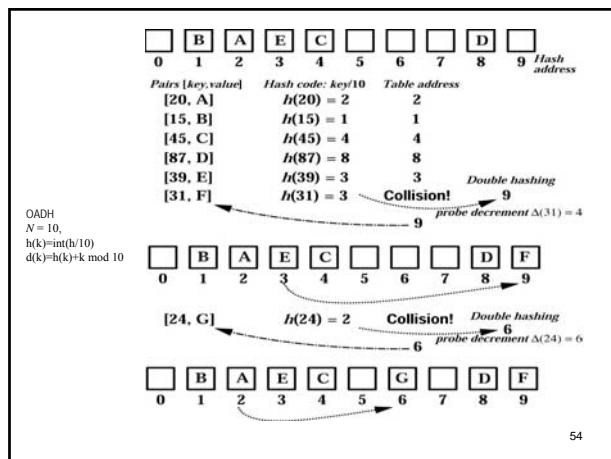 B A E C D
0 1 2 3 4 5 6 7 8 9 Hash address
Pairs [key,value] Hash code: key/10 Table address
[20, A] h(20) = 2 2
[15, B] h(15) = 1 1
[45, C] h(45) = 4 4
[87, D] h(87) = 8 8
[39, E] h(39) = 3 3 Double hashing
[31, F] h(31) = 3 Collision! 9
9 probe decrement Δ(31) = 4
OADH
N = 10,
h(k)=int(h/10)
d(k)=h(k)+k mod 10
B A E C D F
0 1 2 3 4 5 6 7 8 9
[24, G] h(24) = 2 Collision! Double hashing
6
6 probe decrement Δ(24) = 6
B A E C G D F
0 1 2 3 4 5 6 7 8 9
54